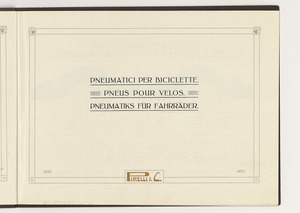 PNEUMATICI PER BICICLETTE.
PNEUS POUR VELOS.
PNEUMATIKS FÜR FAHRRÄDER.
PIRELLI & C.